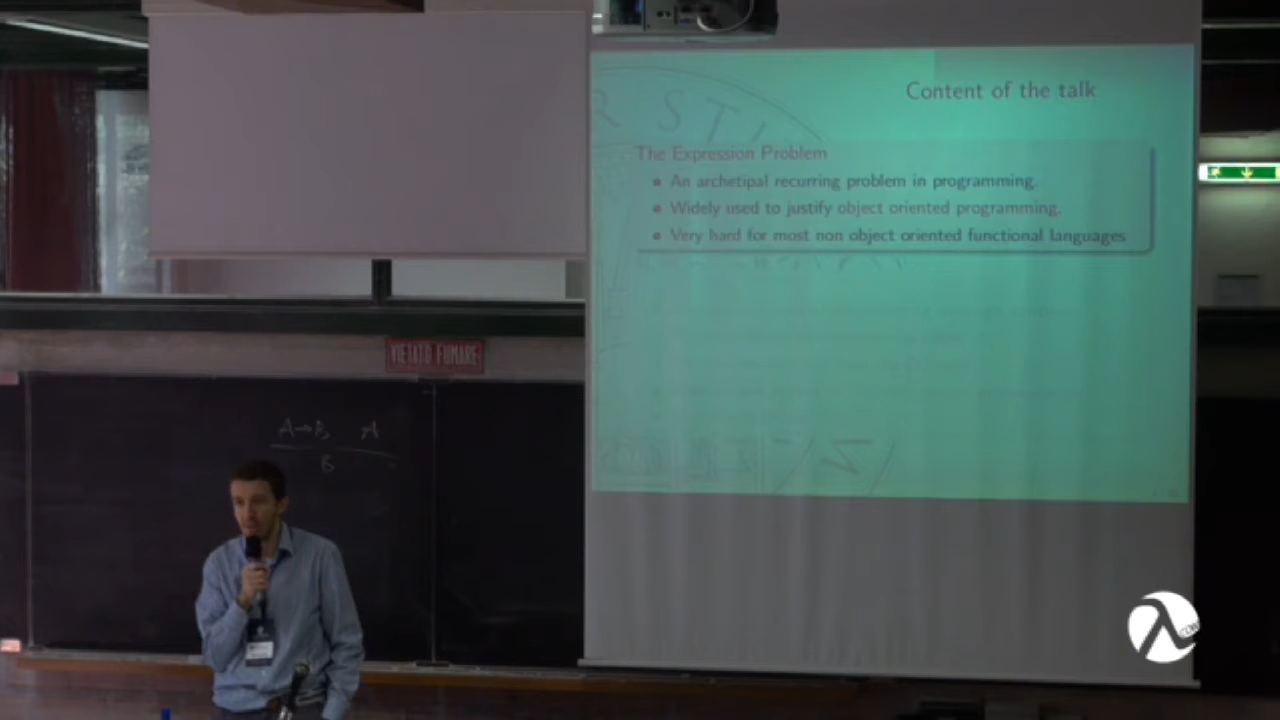 Content of the talk
The Expression Problem
• An archetipal recurring problem in programming.
• Widely used to justify object oriented programming.
• Very hard for most non object oriented functional languages
VIETATO FUMARE
A→B A
B
λ
CON